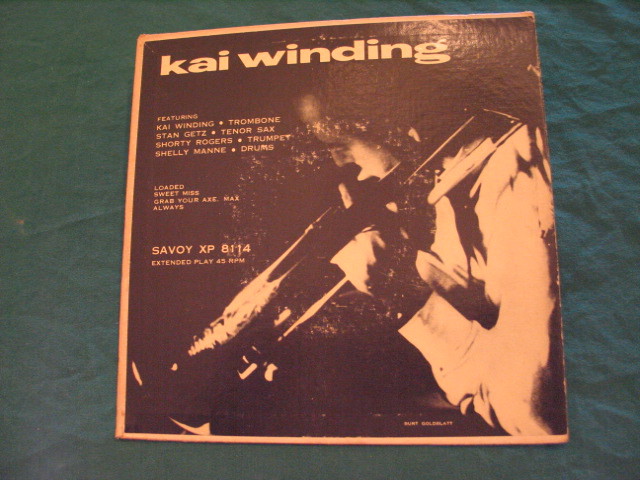 kai winding
FEATURING
KAI WINDING • TROMBONE
STAN GETZ • TENOR SAX
SHORTY ROGERS • TRUMPET
SHELLY MANNE • DRUMS
LOADED
SWEET MISS
GRAB YOUR AXE, MAX
ALWAYS
SAVOY XP 8114
EXTENDED PLAY 45 RPM
BURT GOLDBLATT